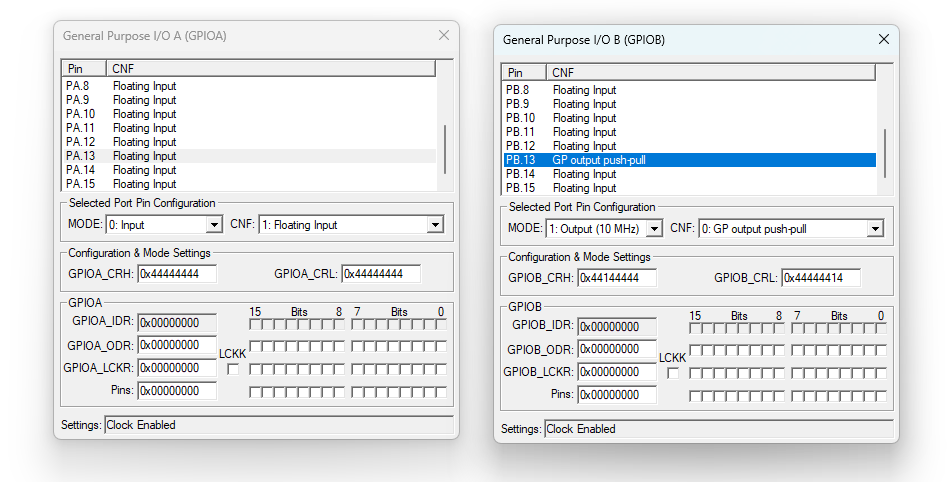 General Purpose I/O A (GPIOA)
Pin CNF
PA.8 Floating Input
PA.9 Floating Input
PA.10 Floating Input
PA.11 Floating Input
PA.12 Floating Input
PA.13 Floating Input
PA.14 Floating Input
PA.15 Floating Input
Selected Port Pin Configuration
MODE: 0: Input CNF: 1: Floating Input
Configuration & Mode Settings
GPIOA_CRH: 0x44444444 GPIOA_CRL: 0x44444444
GPIOA
15 Bits 8 7 0
GPIOA_IDR: 0x00000000
GPIOA_ODR: 0x00000000
LCKK
GPIOA_LCKR: 0x00000000
Pins: 0x00000000
Settings: Clock Enabled
General Purpose I/O B (GPIOB)
Pin CNF
PB.8 Floating Input
PB.9 Floating Input
PB.10 Floating Input
PB.11 Floating Input
PB.12 Floating Input
PB.13 GP output push-pull
PB.14 Floating Input
PB.15 Floating Input
Selected Port Pin Configuration
MODE: 1: Output (10 MHz) CNF: 0: GP output push-pull
Configuration & Mode Settings
GPIOB_CRH: 0x44144444 GPIOB_CRL: 0x44444414
GPIOB
15 Bits 8 7 0
GPIOB_IDR: 0x00000000
GPIOB_ODR: 0x00000000
LCKK
GPIOB_LCKR: 0x00000000
Pins: 0x00000000
Settings: Clock Enabled